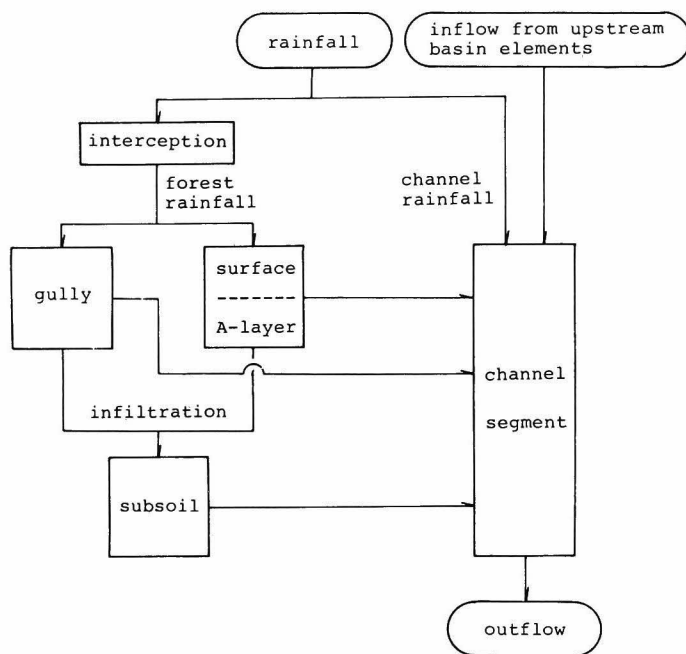 rainfall
inflow from upstream
basin elements
interception
forest
rainfall
channel
rainfall
gully
surface
A-layer
channel
segment
infiltration
subsoil
outflow